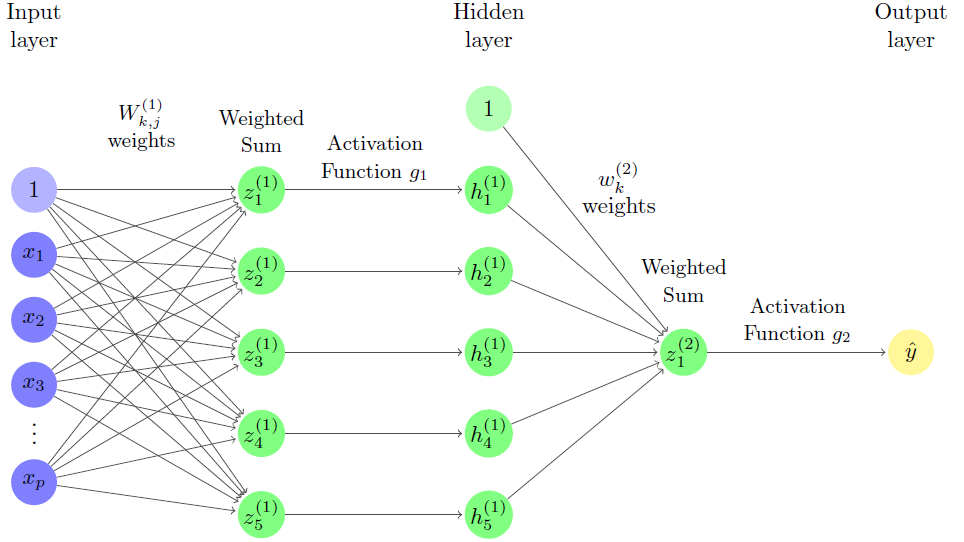 Input
layer
Hidden
layer
Output
layer
W_{k,j}^{(1)}
weights
Weighted
Sum
Activation
Function g_1
1
w_k^{(2)}
weights
Weighted
Sum
Activation
Function g_2
1
x_1
x_2
x_3
⋮
x_p
z_1^{(1)}
z_2^{(1)}
z_3^{(1)}
z_4^{(1)}
z_5^{(1)}
h_1^{(1)}
h_2^{(1)}
h_3^{(1)}
h_4^{(1)}
h_5^{(1)}
z_1^{(2)}
ŷ